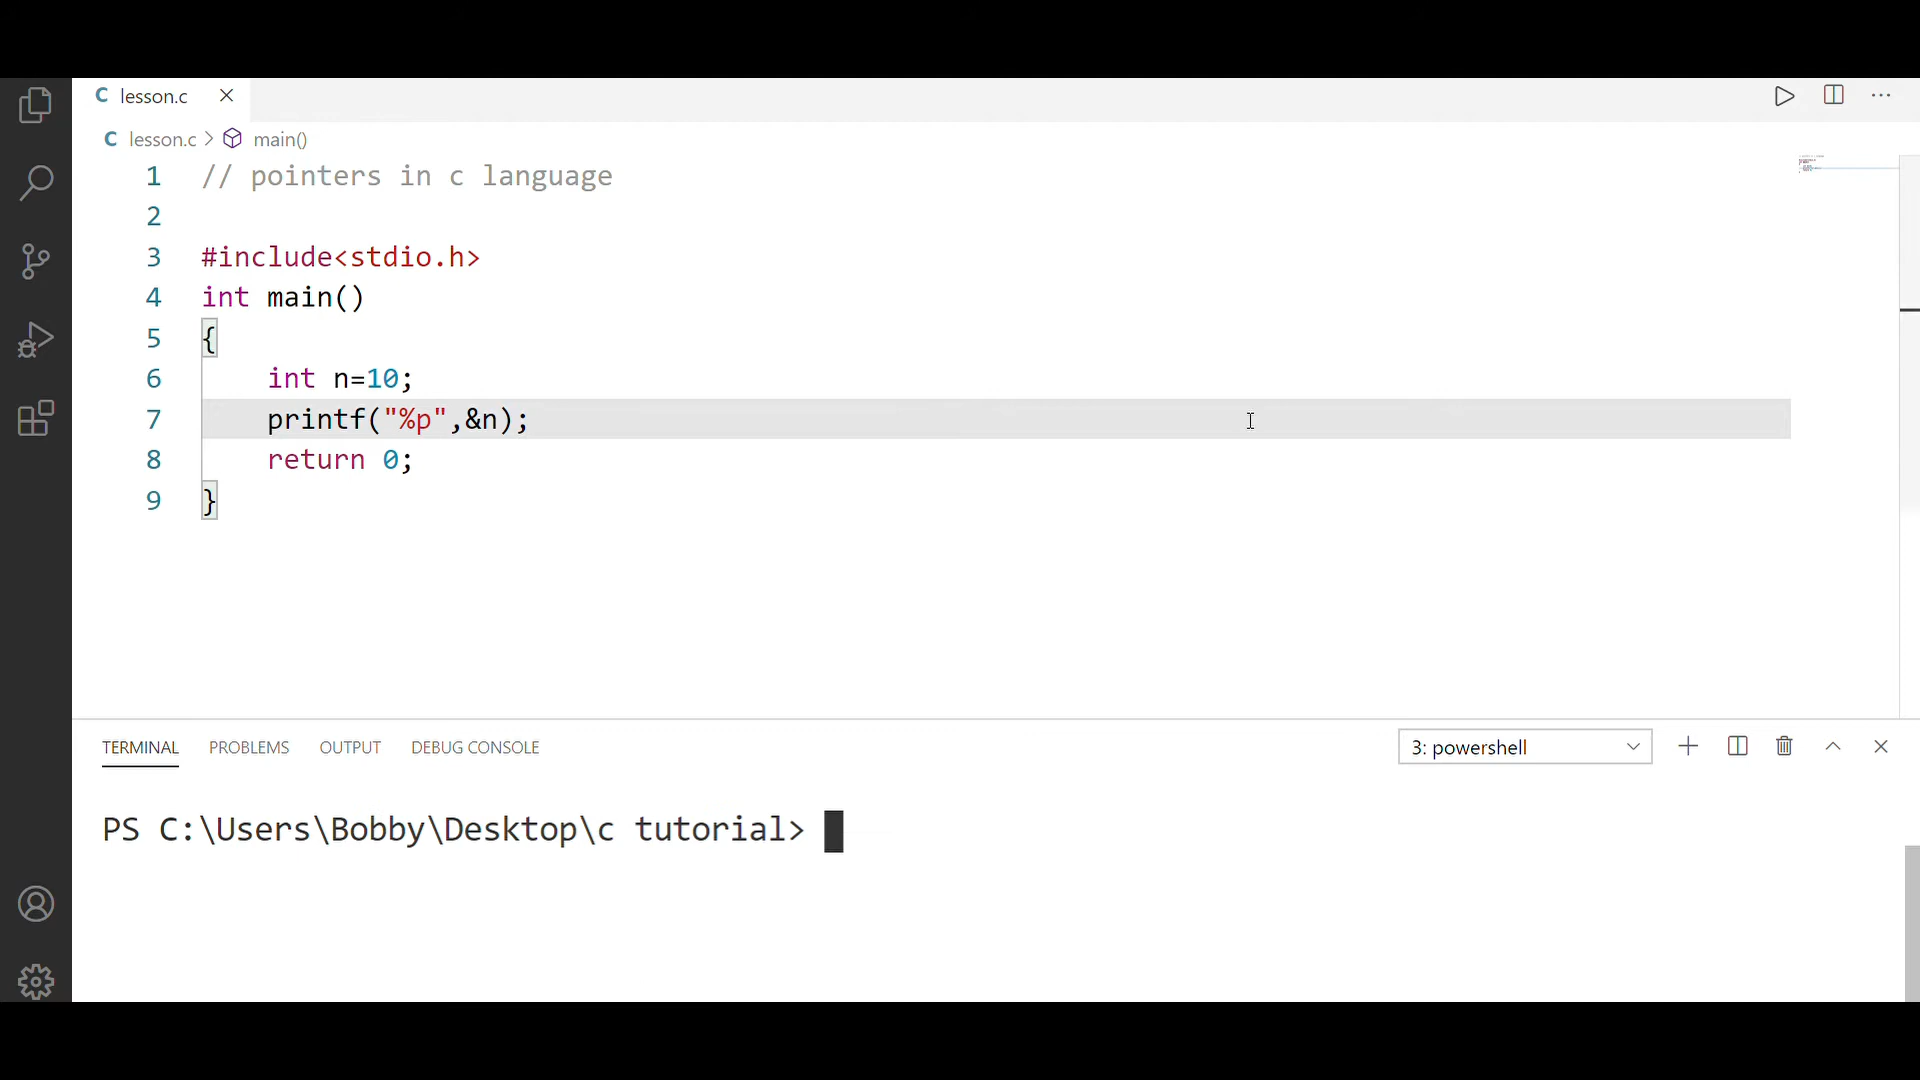 C lesson.c
C lesson.c > main()
1 // pointers in c language
2
3 #include<stdio.h>
4 int main()
5 {
6     int n=10;
7     printf("%p",&n);
8     return 0;
9 }
TERMINAL PROBLEMS OUTPUT DEBUG CONSOLE 3: powershell
PS C:\Users\Bobby\Desktop\c tutorial>